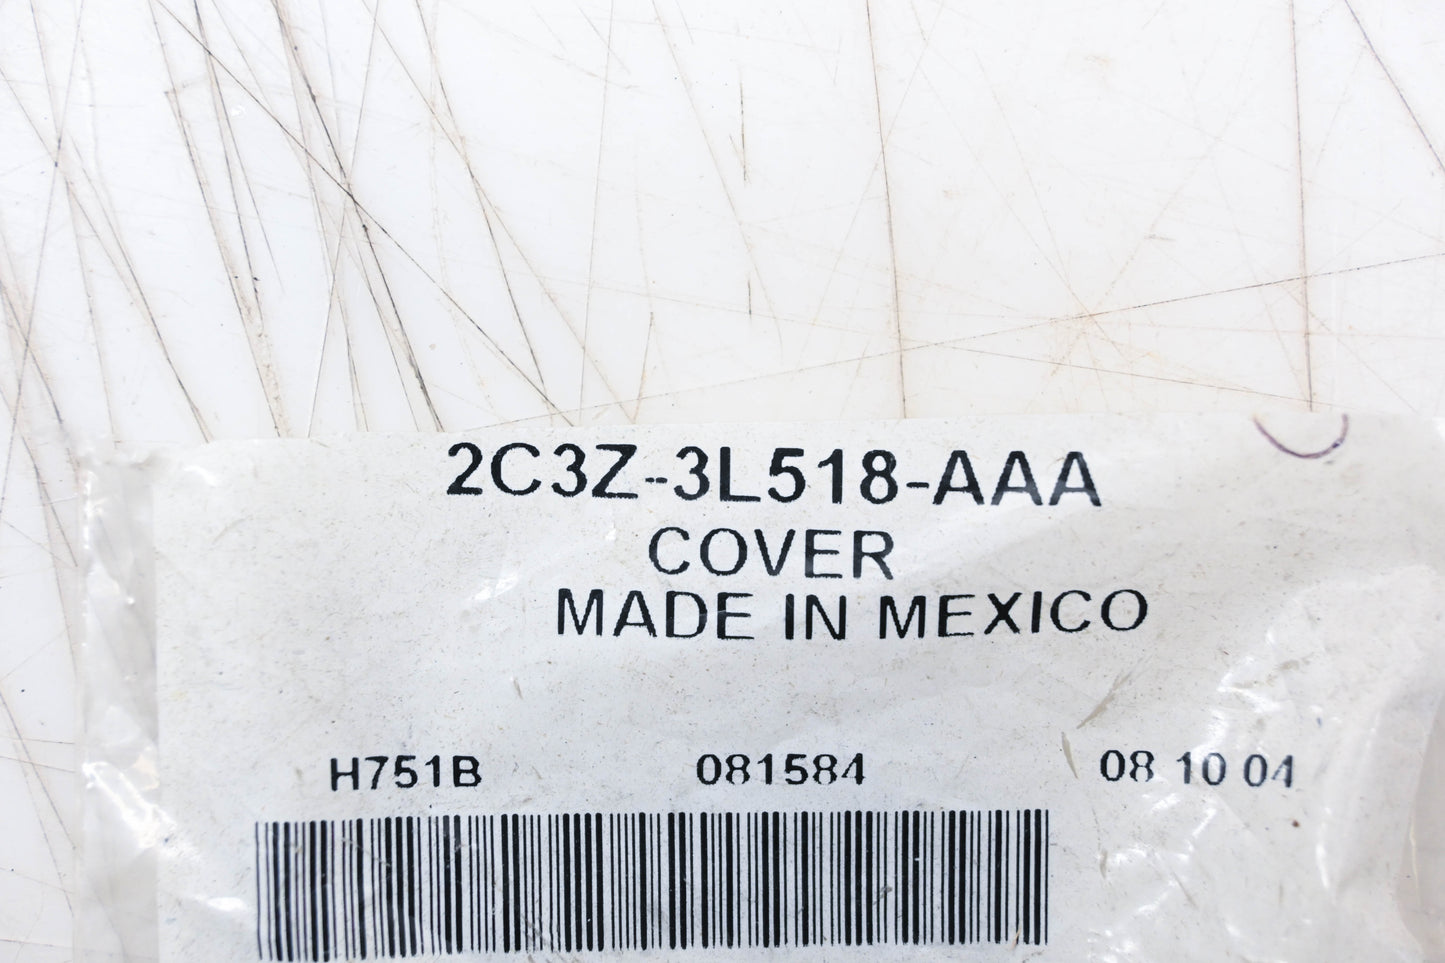 2C3Z-3L518-AAA
COVER
MADE IN MEXICO
H751B 081584 08 10 04